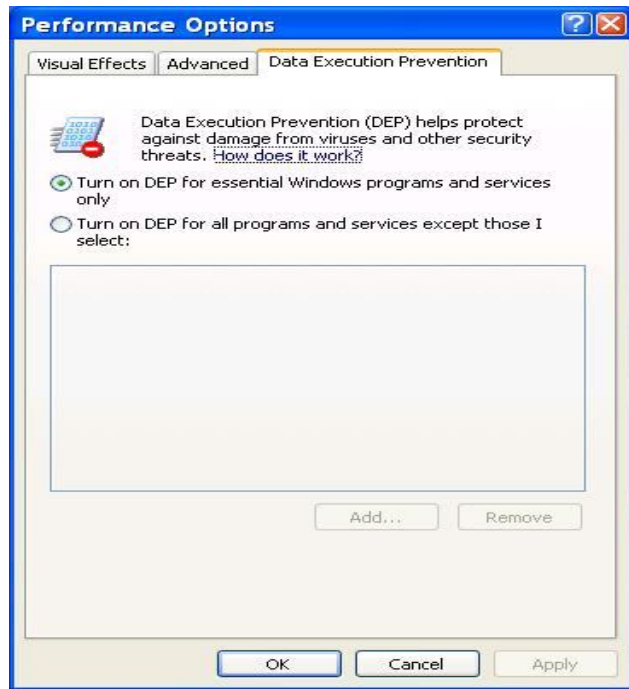 Performance Options
Visual Effects
Advanced
Data Execution Prevention
Data Execution Prevention (DEP) helps protect
against damage from viruses and other security
threats. How does it work?
Turn on DEP for essential Windows programs and services
only
Turn on DEP for all programs and services except those I
select:
Add...
Remove
OK
Cancel
Apply